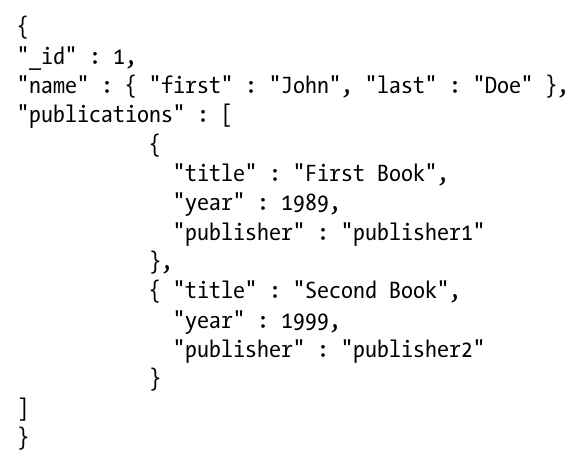 {
"_id" : 1,
"name" : { "first" : "John", "last" : "Doe" },
"publications" : [
{
"title" : "First Book",
"year" : 1989,
"publisher" : "publisher1"
},
{ "title" : "Second Book",
"year" : 1999,
"publisher" : "publisher2"
}
]
}